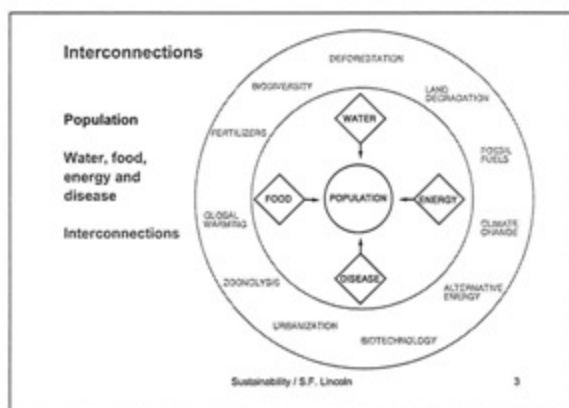 Interconnections
Population
Water, food,
energy and
disease
Interconnections
DEFORESTATION
BIODIVERSITY
LAND
DEGRADATION
FERTILIZERS
FOSSIL
FUELS
GLOBAL
WARMING
CLIMATE
CHANGE
ZOONOLYSIS
ALTERNATIVE
ENERGY
URBANIZATION
BIOTECHNOLOGY
WATER
FOOD
POPULATION
ENERGY
DISEASE
Sustainability / S.F. Lincoln
3